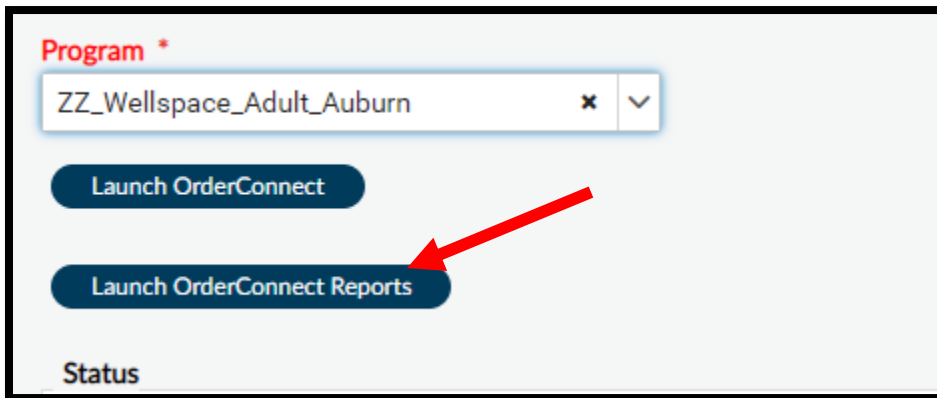 Program *
ZZ_Wellspace_Adult_Auburn
Launch OrderConnect
Launch OrderConnect Reports
Status